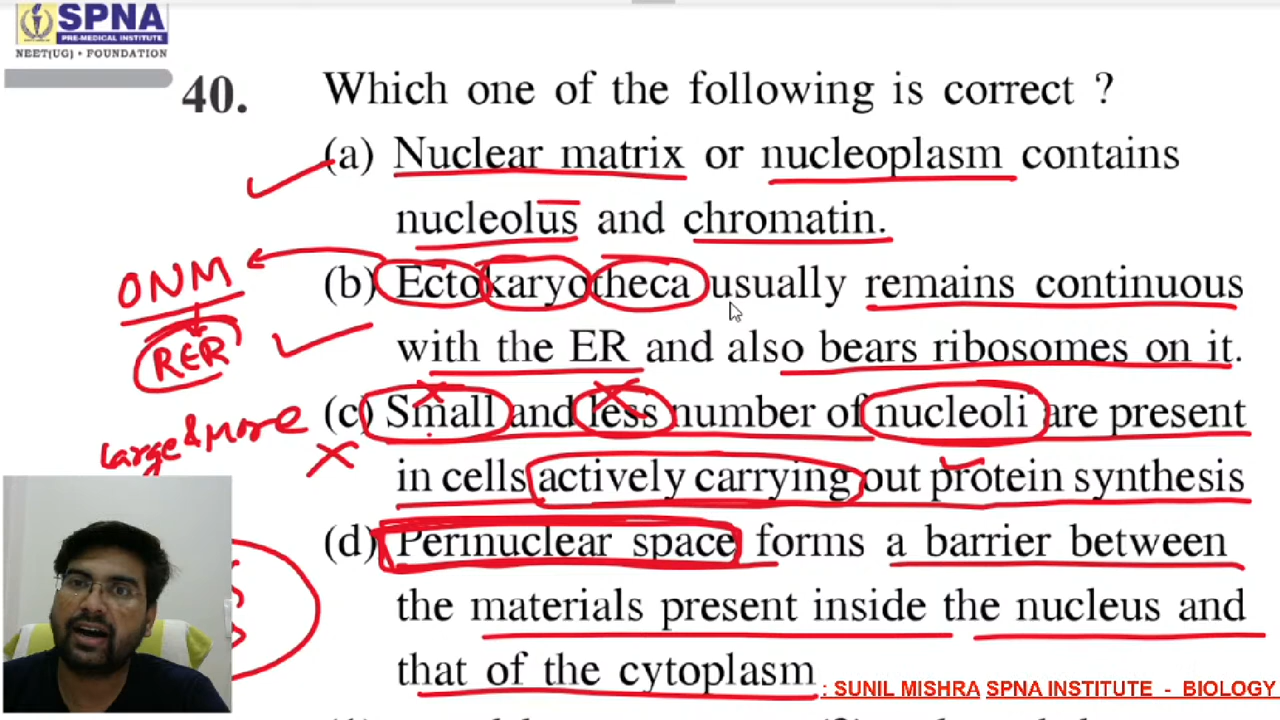 SPNA
PRE-MEDICAL INSTITUTE
NEET(UG) • FOUNDATION
40. Which one of the following is correct ?
(a) Nuclear matrix or nucleoplasm contains
nucleolus and chromatin.
ONM
(b) Ectokaryotheca usually remains continuous
RER
with the ER and also bears ribosomes on it.
large & More
(c) Small and less number of nucleoli are present
in cells actively carrying out protein synthesis
(d) Perinuclear space forms a barrier between
the materials present inside the nucleus and
that of the cytoplasm
: SUNIL MISHRA SPNA INSTITUTE - BIOLOGY